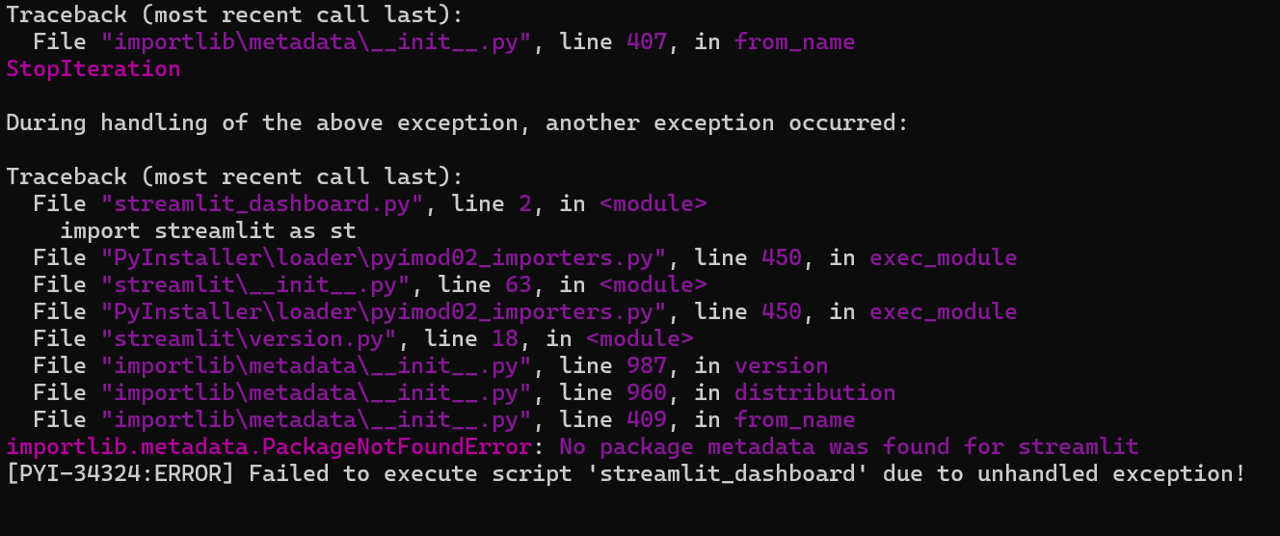 Traceback (most recent call last):
  File "importlib\metadata\__init__.py", line 407, in from_name
StopIteration

During handling of the above exception, another exception occurred:

Traceback (most recent call last):
  File "streamlit_dashboard.py", line 2, in <module>
    import streamlit as st
  File "PyInstaller\loader\pyimod02_importers.py", line 450, in exec_module
  File "streamlit\__init__.py", line 63, in <module>
  File "PyInstaller\loader\pyimod02_importers.py", line 450, in exec_module
  File "streamlit\version.py", line 18, in <module>
  File "importlib\metadata\__init__.py", line 987, in version
  File "importlib\metadata\__init__.py", line 960, in distribution
  File "importlib\metadata\__init__.py", line 409, in from_name
importlib.metadata.PackageNotFoundError: No package metadata was found for streamlit
[PYI-34324:ERROR] Failed to execute script 'streamlit_dashboard' due to unhandled exception!